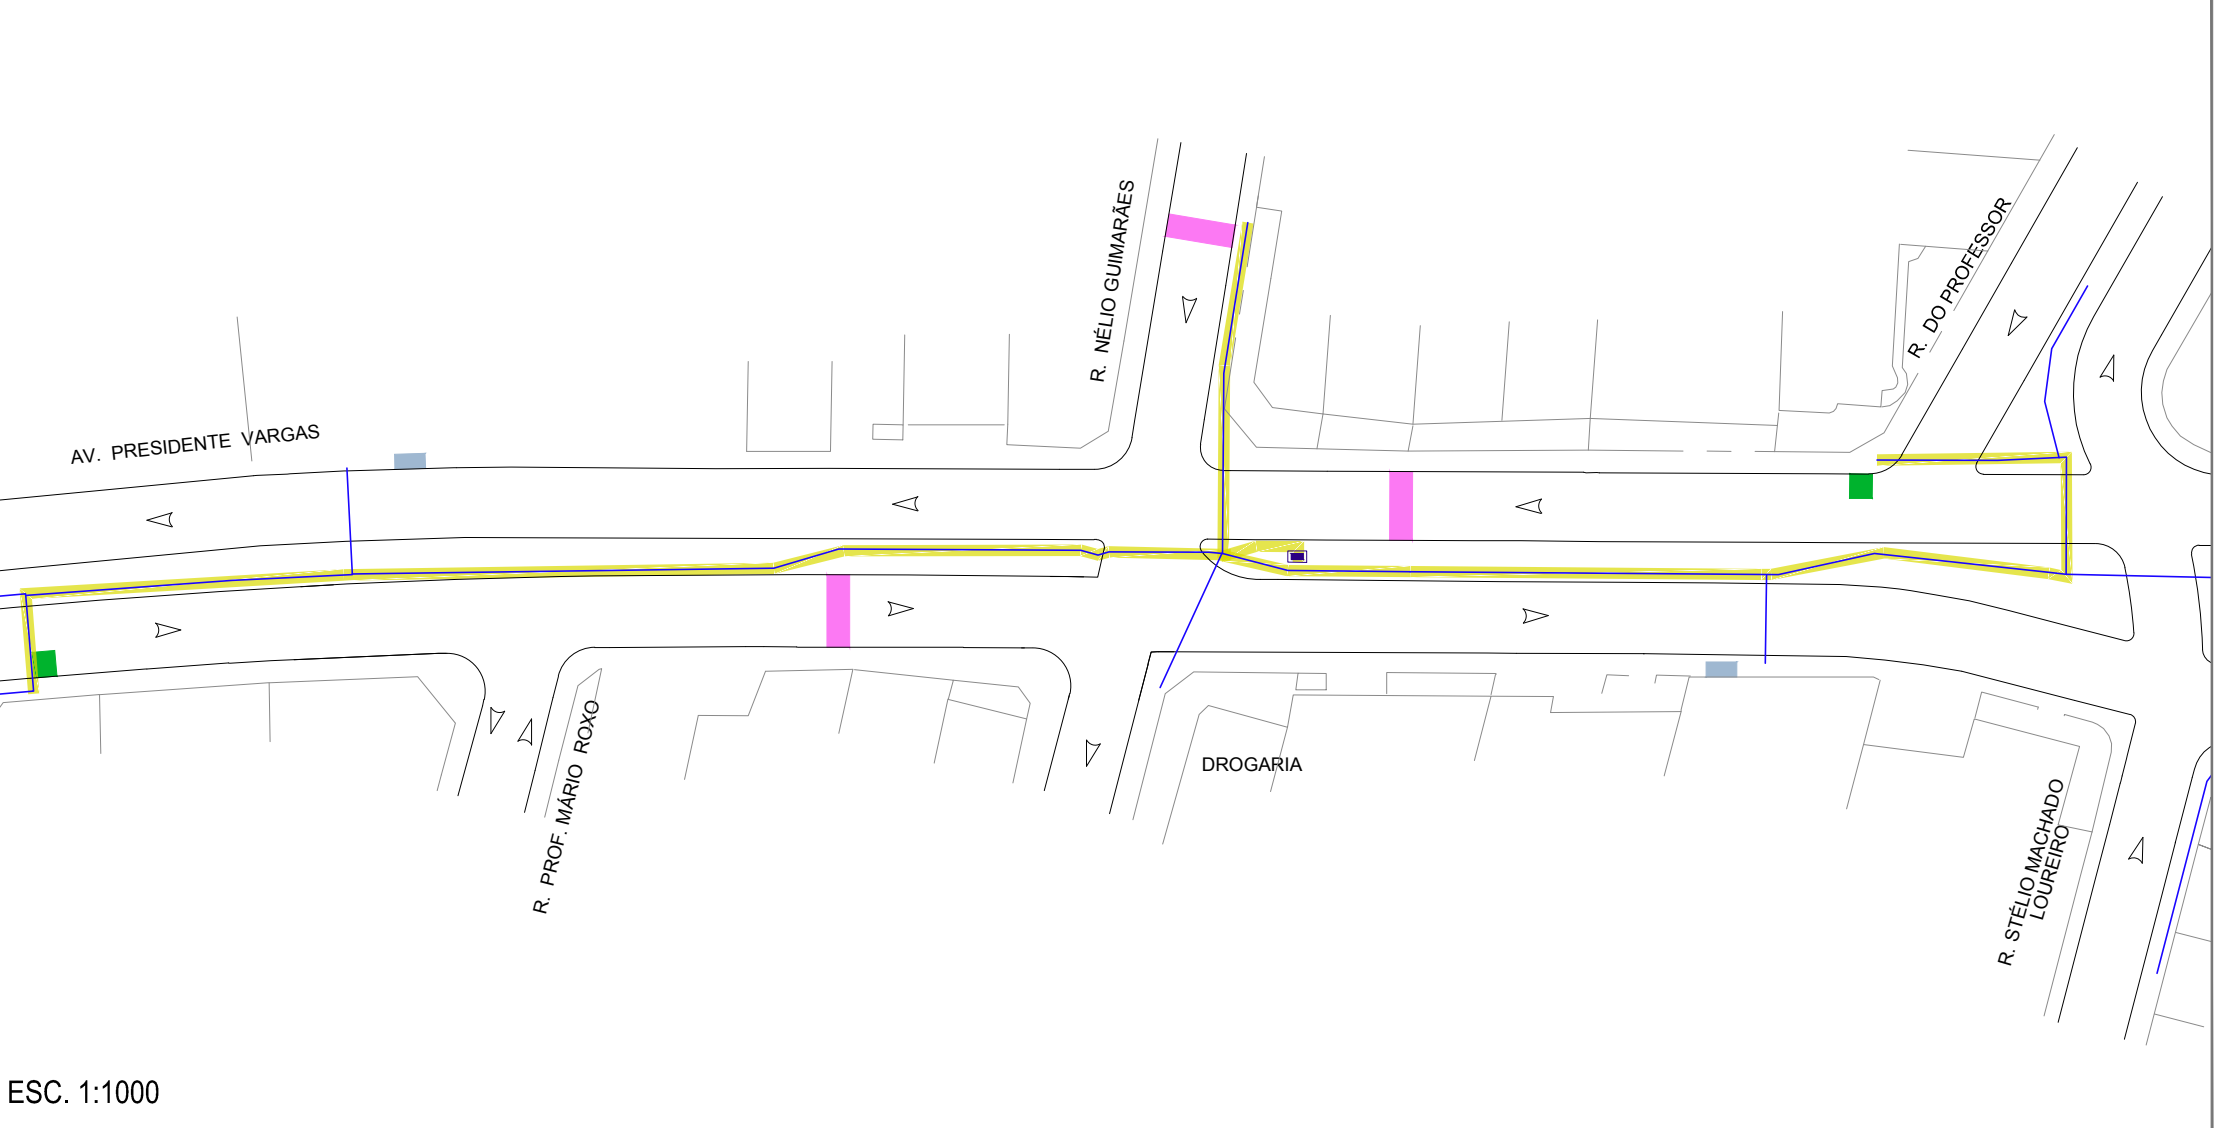 R. NÉLIO GUIMARÃES
R. DO PROFESSOR
AV. PRESIDENTE VARGAS
R. PROF. MÁRIO ROXO
DROGARIA
R. STÉLIO MACHADO
LOUREIRO
ESC. 1:1000